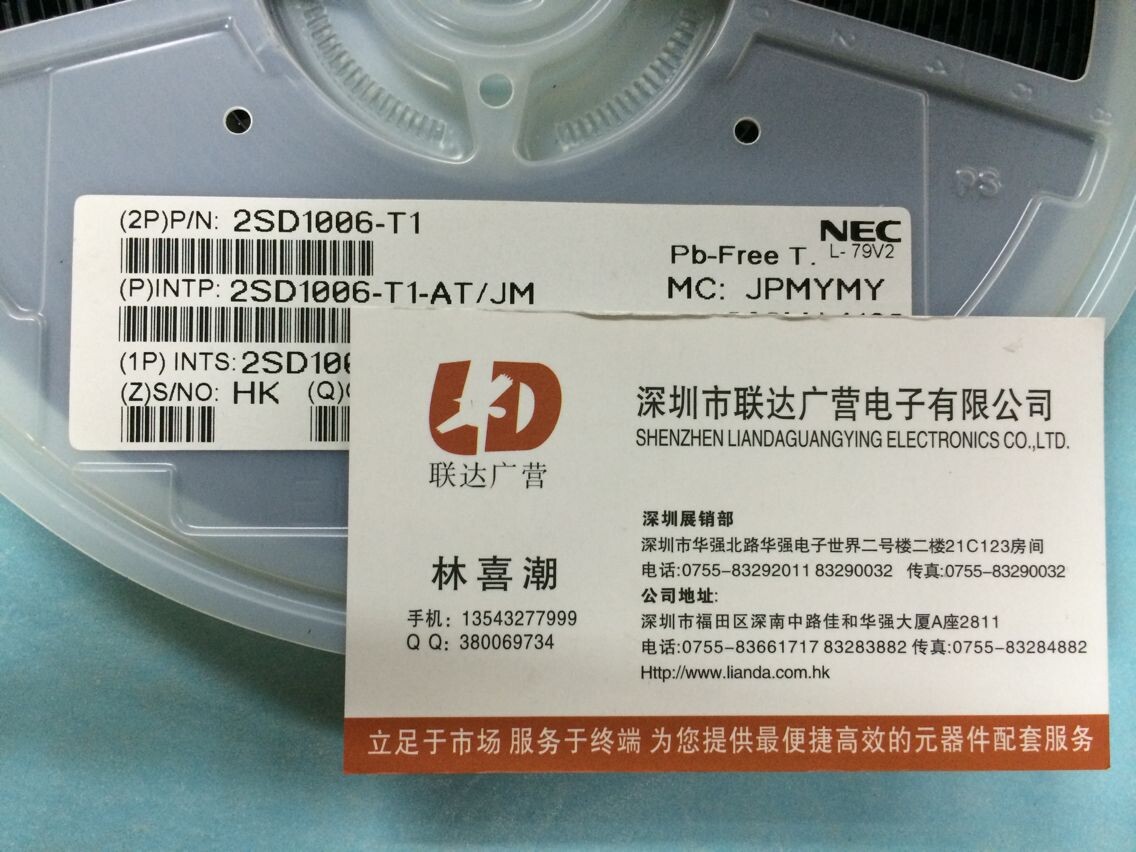 (2P)P/N: 2SD1006-T1
NEC
Pb-Free T. L- 79V2
(P)INTP: 2SD1006-T1-AT/JM
MC: JPMYMY
(1P) INTS: 2SD100
(Z)S/NO: HK (Q)
LD
联达广营
深圳市联达广营电子有限公司
SHENZHEN LIANDAGUANGYING ELECTRONICS CO.,LTD.
林喜潮
手机: 13543277999
Q Q: 380069734
深圳展销部
深圳市华强北路华强电子世界二号楼二楼21C123房间
电话:0755-83292011 83290032 传真:0755-83290032
公司地址:
深圳市福田区深南中路佳和华强大厦A座2811
电话:0755-83661717 83283882 传真:0755-83284882
Http://www.lianda.com.hk
立足于市场 服务于终端 为您提供最便捷高效的元器件配套服务